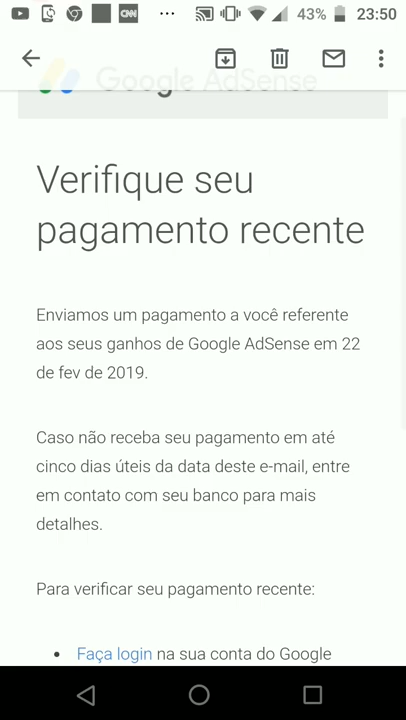 CNN
43%
23:50
Google AdSense
Verifique seu
pagamento recente
Enviamos um pagamento a você referente
aos seus ganhos de Google AdSense em 22
de fev de 2019.
Caso não receba seu pagamento em até
cinco dias úteis da data deste e-mail, entre
em contato com seu banco para mais
detalhes.
Para verificar seu pagamento recente:
• Faça login na sua conta do Google